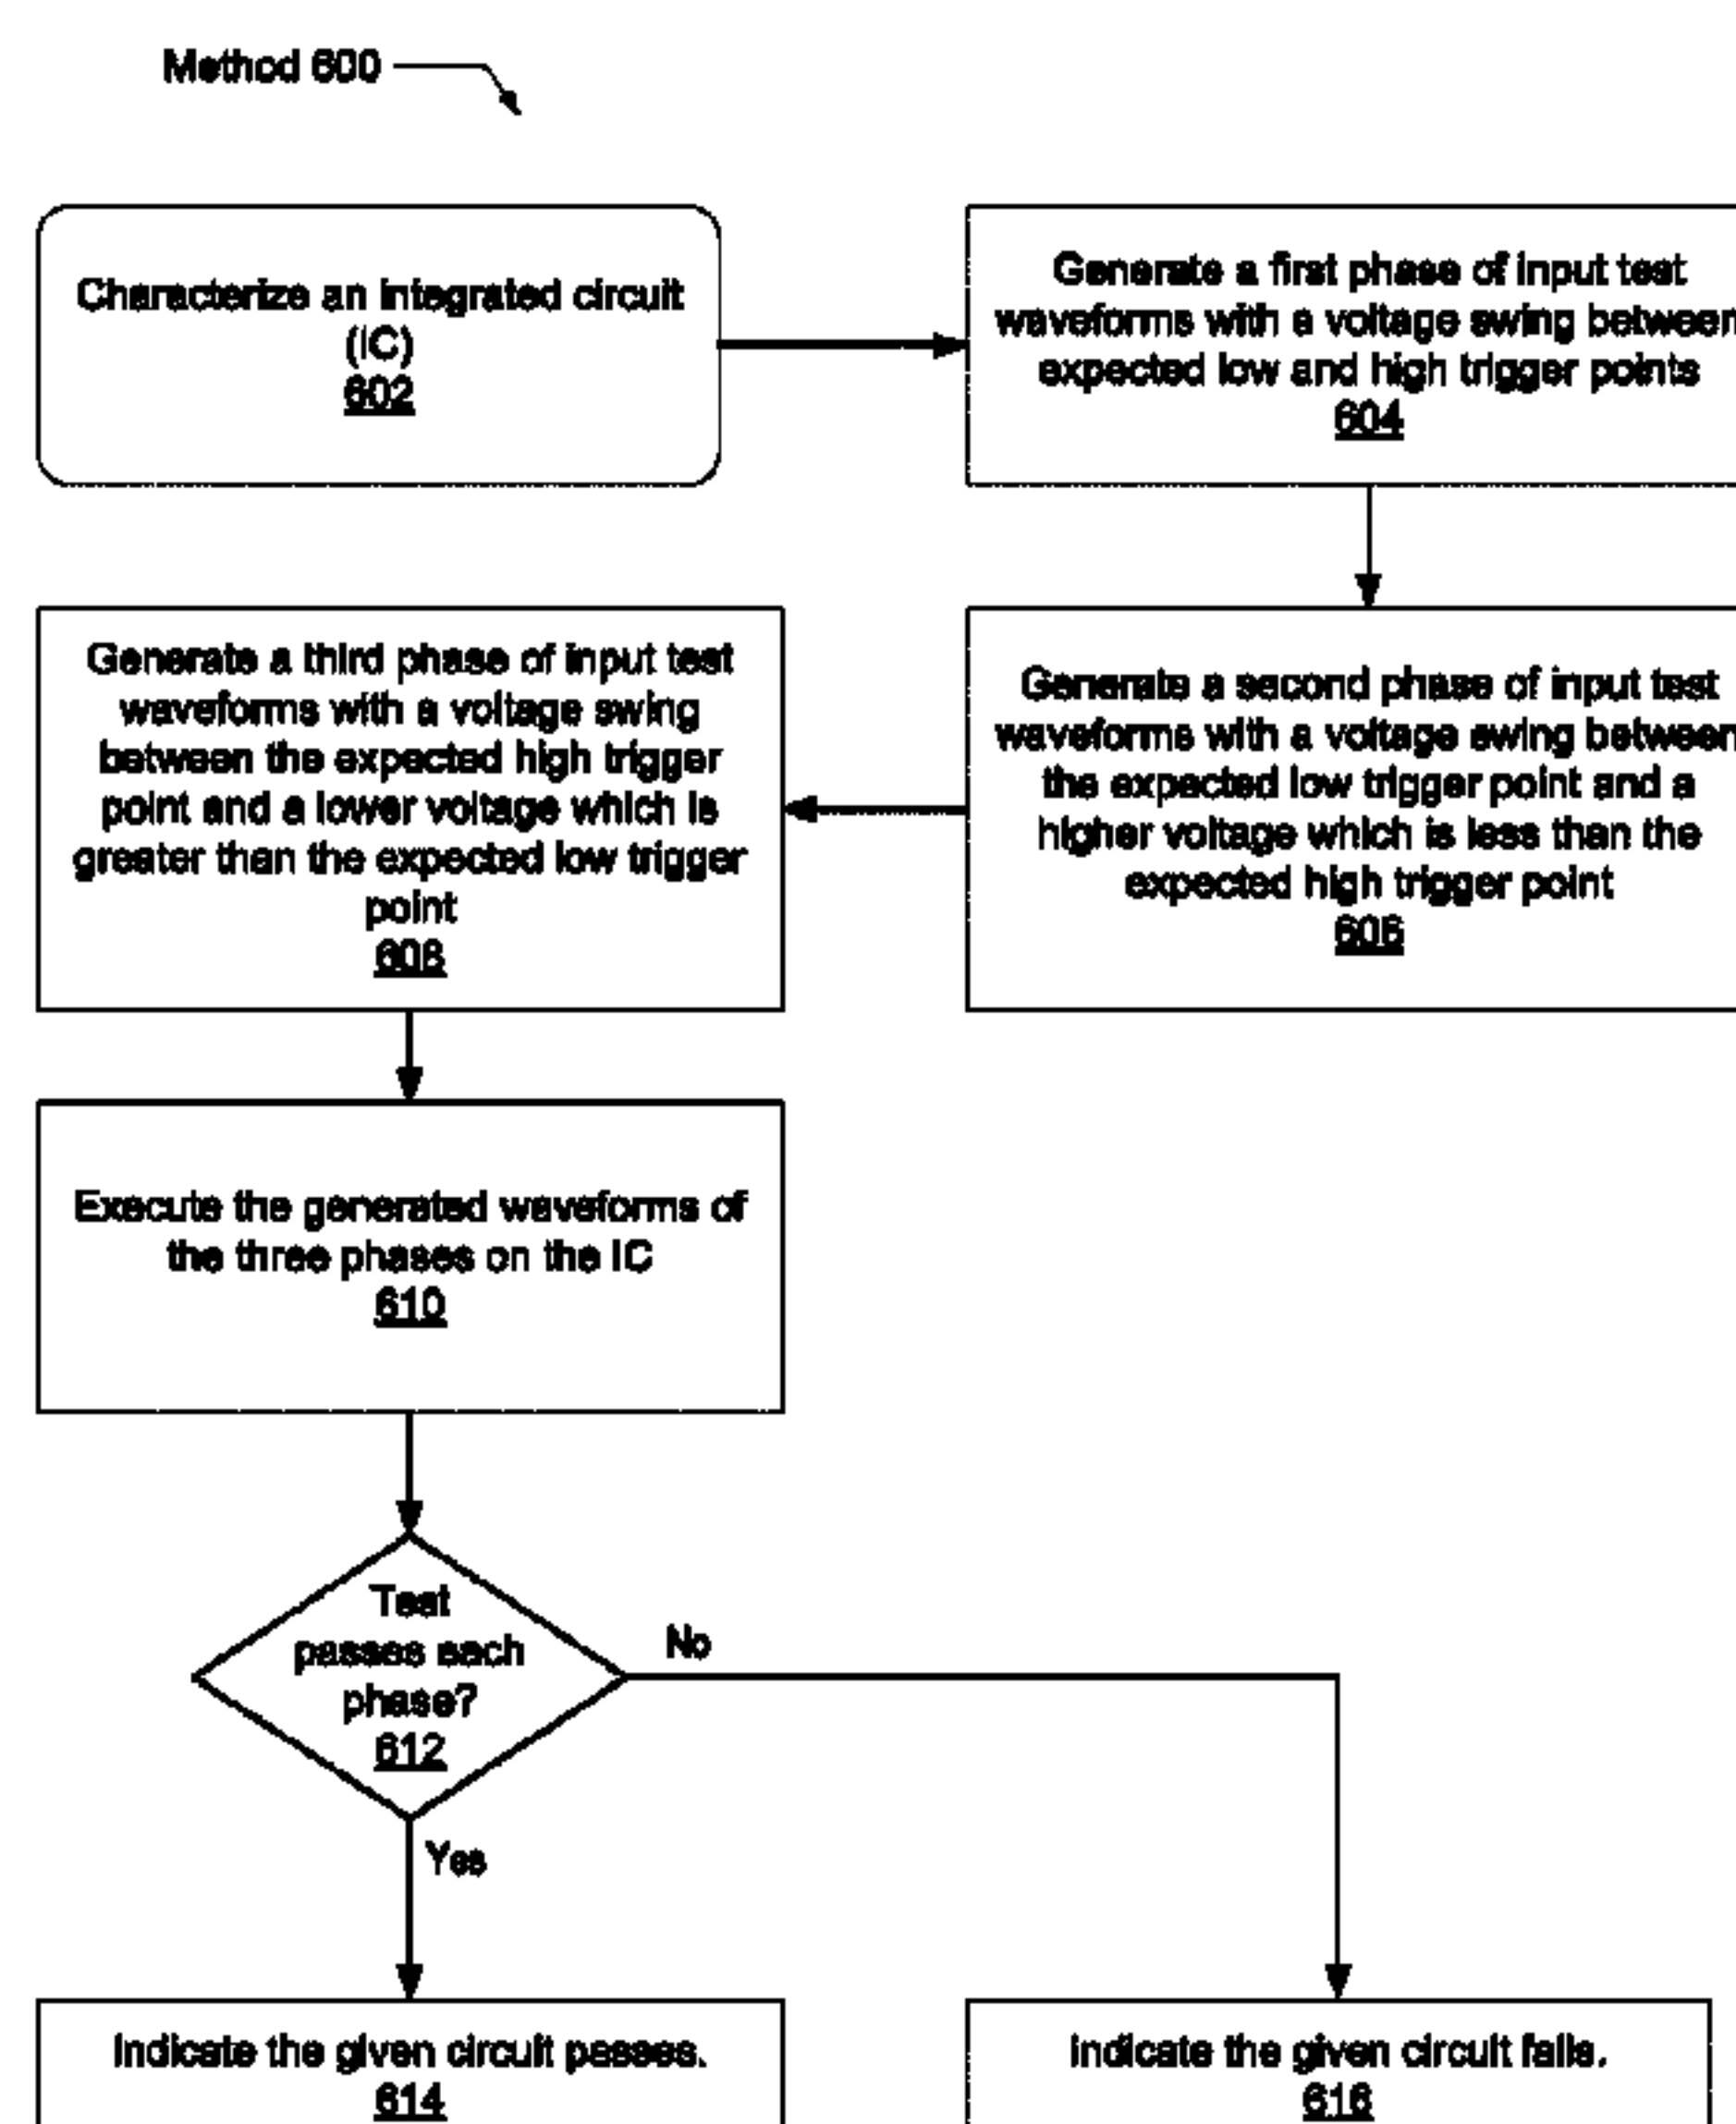 Method 600
Characterize an integrated circuit
(IC)
602
Generate a first phase of input test
waveforms with a voltage swing between
expected low and high trigger points
604
Generate a second phase of input test
waveforms with a voltage swing between
the expected low trigger point and a
higher voltage which is less than the
expected high trigger point
606
Generate a third phase of input test
waveforms with a voltage swing
between the expected high trigger
point and a lower voltage which is
greater than the expected low trigger
point
608
Execute the generated waveforms of
the three phases on the IC
610
Test
passes each
phase?
612
No
Yes
Indicate the given circuit passes.
614
Indicate the given circuit fails.
616